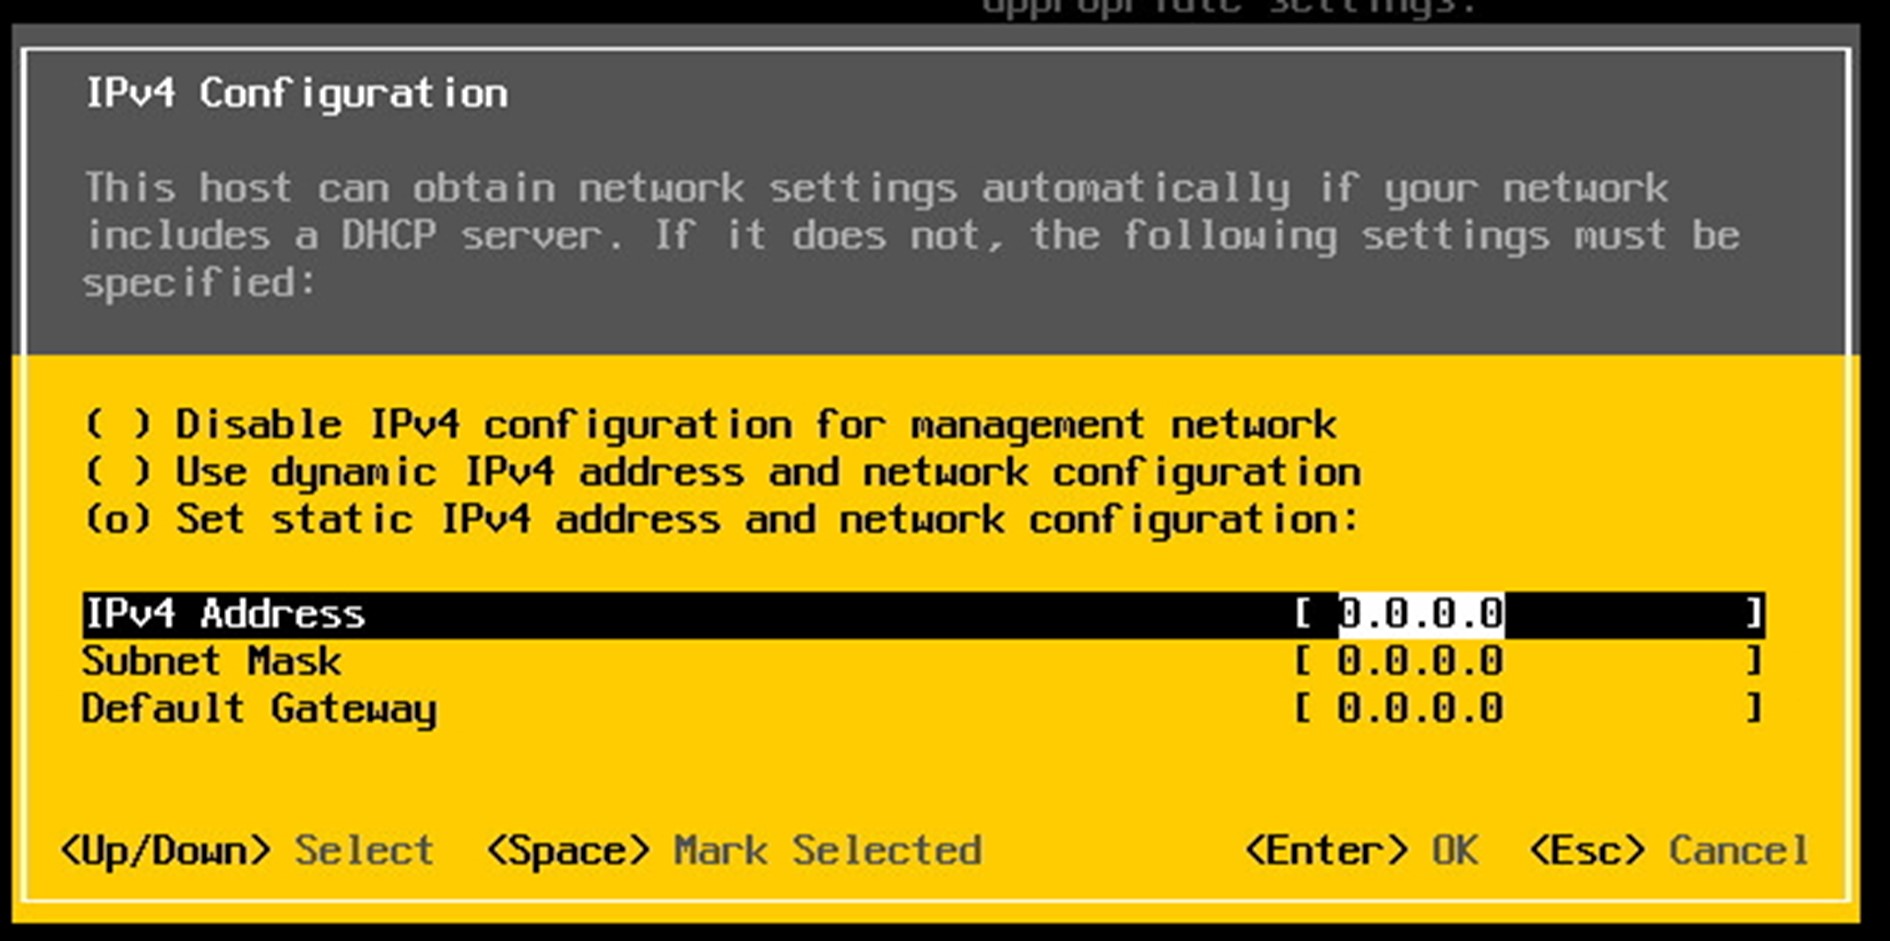 appropriate settings.
IPv4 Configuration
This host can obtain network settings automatically if your network
includes a DHCP server. If it does not, the following settings must be
specified:
( ) Disable IPv4 configuration for management network
( ) Use dynamic IPv4 address and network configuration
(o) Set static IPv4 address and network configuration:
IPv4 Address [ 0.0.0.0 ]
Subnet Mask [ 0.0.0.0 ]
Default Gateway [ 0.0.0.0 ]
<Up/Down> Select <Space> Mark Selected <Enter> OK <Esc> Cancel